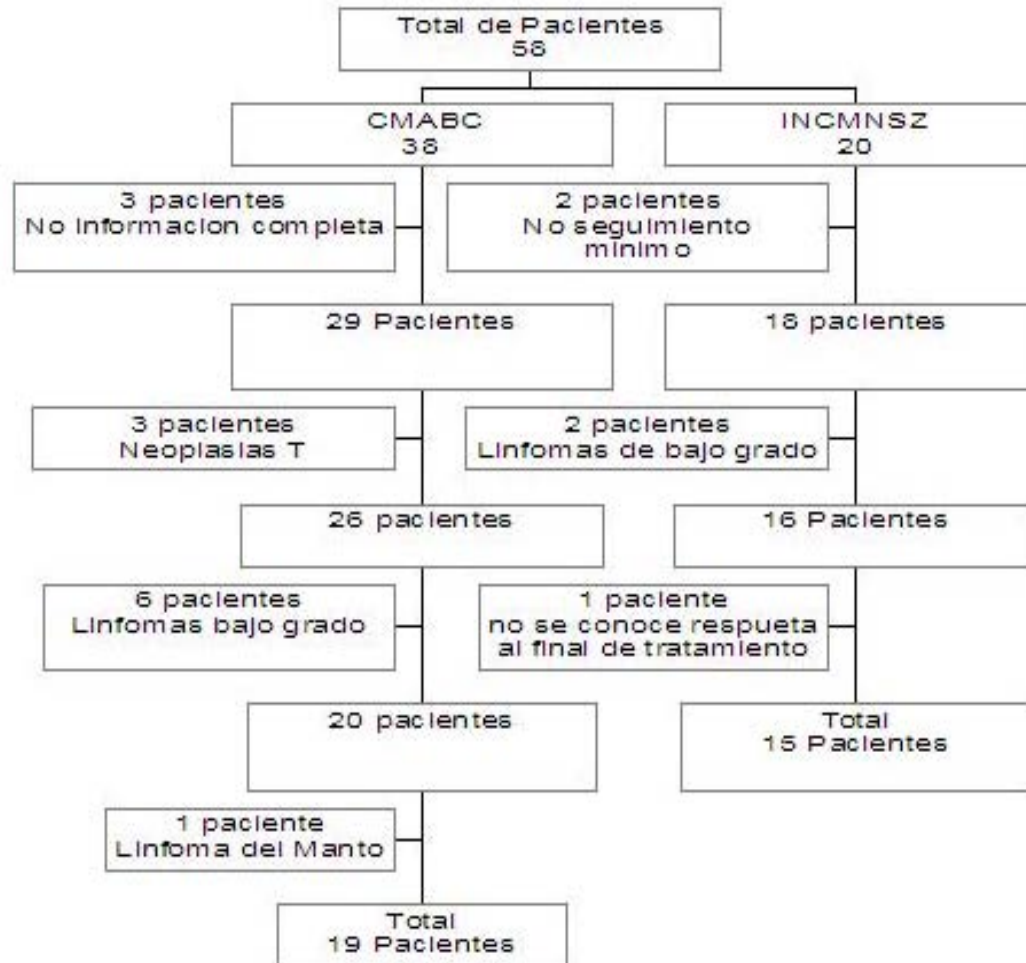 Total de Pacientes
58
CMABC
38
INCMNSZ
20
3 pacientes
No informacion completa
2 pacientes
No seguimiento
minimo
29 Pacientes
18 pacientes
3 pacientes
Neoplasias T
2 pacientes
Linfomas de bajo grado
26 pacientes
16 Pacientes
6 pacientes
Linfomas bajo grado
1 paciente
no se conoce respueta
al final de tratamiento
20 pacientes
Total
15 Pacientes
1 paciente
Linfoma del Manto
Total
19 Pacientes